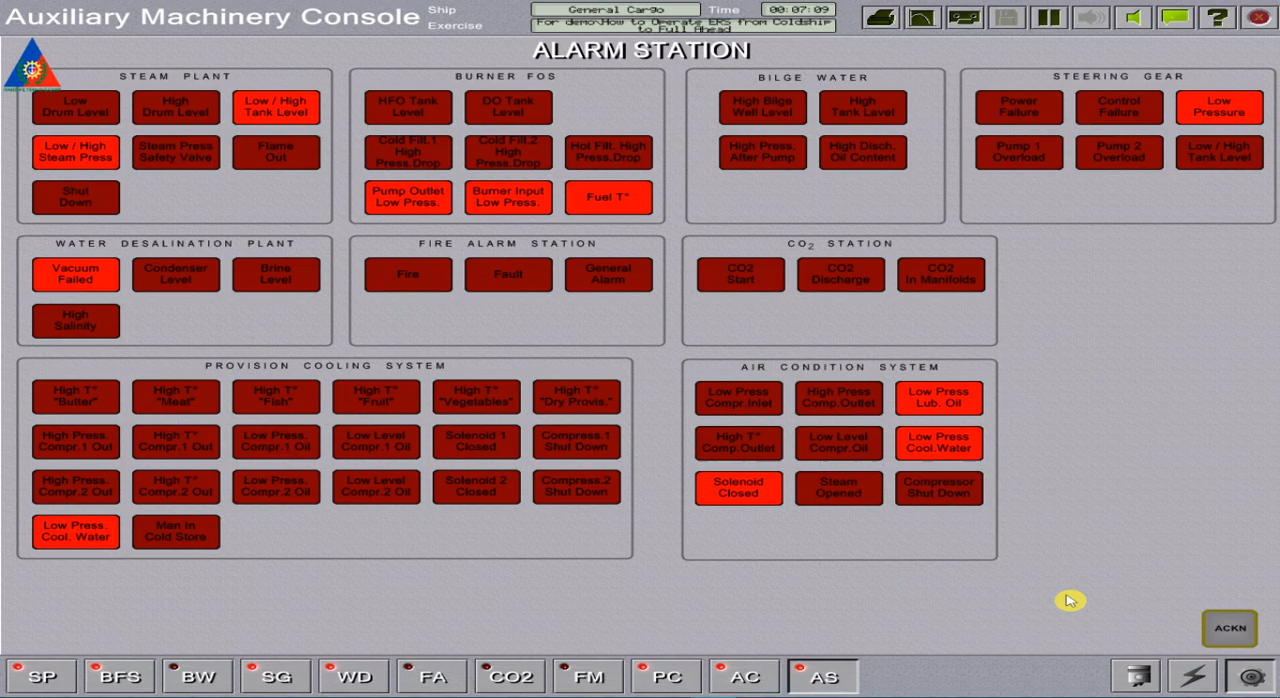 Auxiliary Machinery Console
Ship
Exercise
General Cargo
Time
00:07:09
For demo\How to Operate ERS from Coldship
to Full Ahead
ALARM STATION
STEAM PLANT
Low
Drum Level
High
Drum Level
Low / High
Tank Level
Low / High
Steam Press
Steam Press
Safety Valve
Flame
Out
Shut
Down
BURNER FOS
HFO Tank
Level
DO Tank
Level
Cold Fill.1
High
Press.Drop
Cold Filt.2
High
Press.Drop
Hot Filt. High
Press.Drop
Pump Outlet
Low Press.
Burner Input
Low Press.
Fuel T°
BILGE WATER
High Bilge
Well Level
High
Tank Level
High Press.
After Pump
High Disch.
Oil Content
STEERING GEAR
Power
Failure
Control
Failure
Low
Pressure
Pump 1
Overload
Pump 2
Overload
Low / High
Tank Level
WATER DESALINATION PLANT
Vacuum
Failed
Condenser
Level
Brine
Level
High
Salinity
FIRE ALARM STATION
Fire
Fault
General
Alarm
CO2 STATION
CO2
Start
CO2
Discharge
CO2
In Manifolds
PROVISION COOLING SYSTEM
High T°
"Butter"
High T°
"Meat"
High T°
"Fish"
High T°
"Fruit"
High T°
"Vegetables"
High T°
"Dry Provis."
High Press.
Compr.1 Out
High T°
Compr.1 Out
Low Press.
Compr.1 Oil
Low Level
Compr.1 Oil
Solenoid 1
Closed
Compress.1
Shut Down
High Press.
Compr.2 Out
High T°
Compr.2 Out
Low Press.
Compr.2 Oil
Low Level
Compr.2 Oil
Solenoid 2
Closed
Compress.2
Shut Down
Low Press.
Cool. Water
Man In
Cold Store
AIR CONDITION SYSTEM
Low Press
Compr.Inlet
High Press
Comp.Outlet
Low Press
Lub. Oil
High T°
Comp.Outlet
Low Level
Compr.Oil
Low Press
Cool.Water
Solenoid
Closed
Steam
Opened
Compressor
Shut Down
ACKN
SP
BFS
BW
SG
WD
FA
CO2
FM
PC
AC
AS